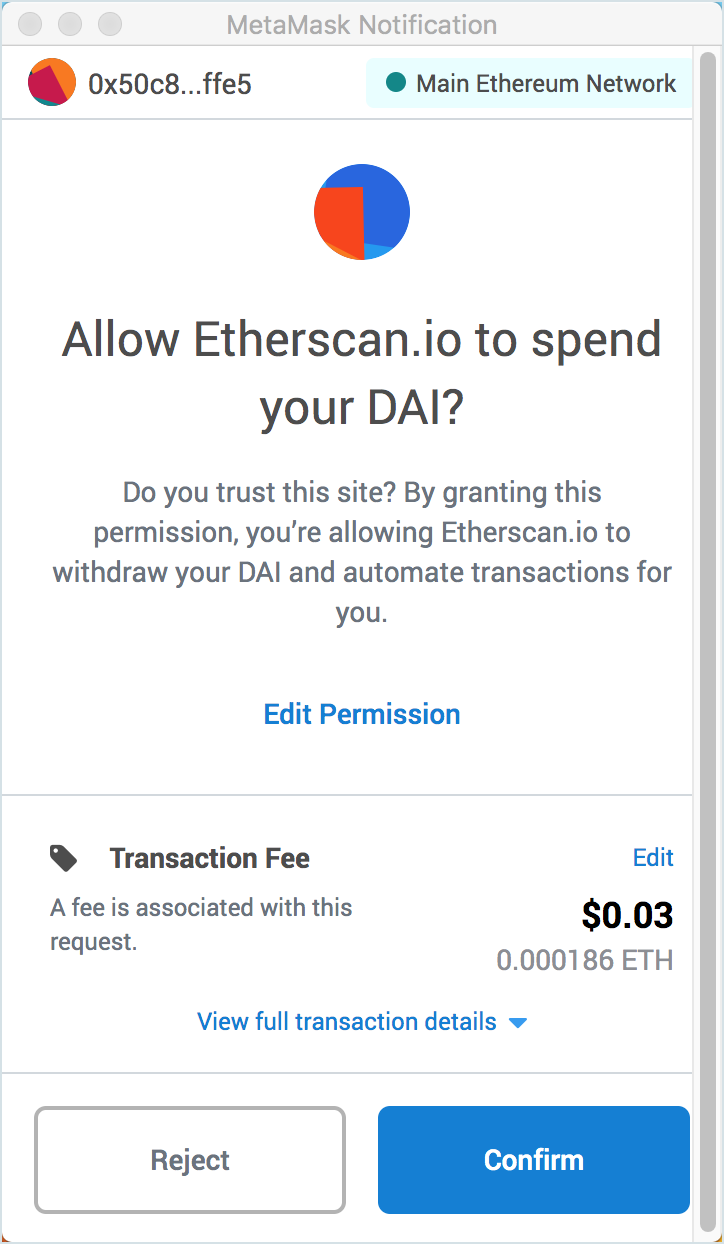 MetaMask Notification
0x50c8...ffe5
Main Ethereum Network
Allow Etherscan.io to spend
your DAI?
Do you trust this site? By granting this
permission, you’re allowing Etherscan.io to
withdraw your DAI and automate transactions for
you.
Edit Permission
Transaction Fee
Edit
A fee is associated with this
request.
$0.03
0.000186 ETH
View full transaction details
Reject
Confirm